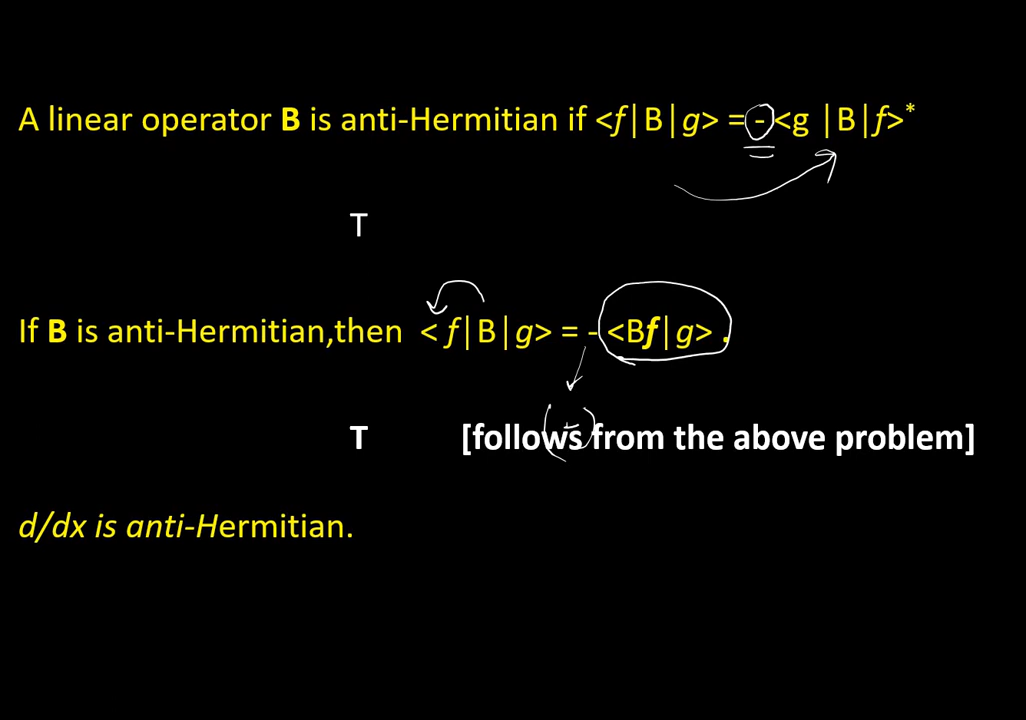 A linear operator B is anti-Hermitian if <f|B|g> = - <g |B|f>*
T
If B is anti-Hermitian,then < f|B|g> = - <Bf|g> .
T [follows from the above problem]
d/dx is anti-Hermitian.